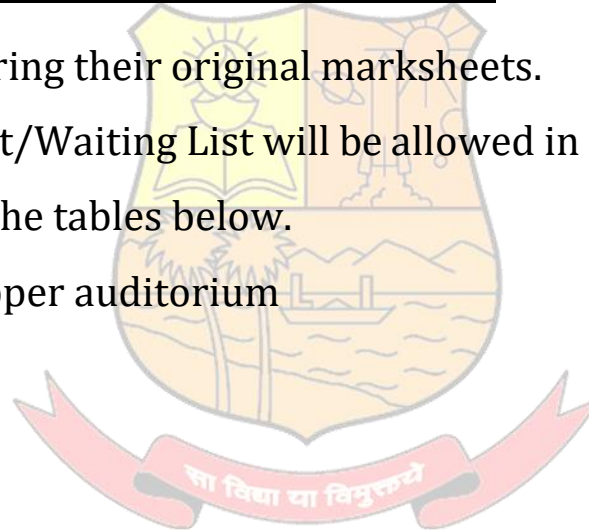 ring their original marksheets.
t/Waiting List will be allowed in
he tables below.
per auditorium
सा विद्या या विमुक्तये